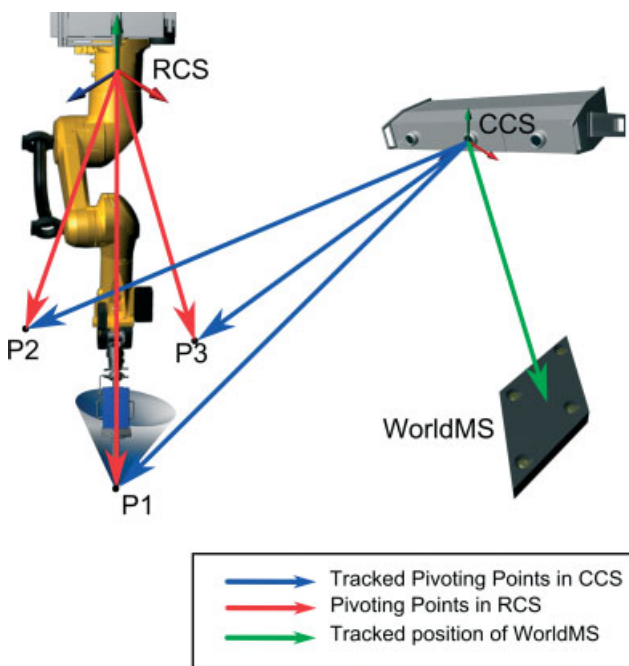 RCS
CCS
P2
P3
WorldMS
P1
Tracked Pivoting Points in CCS
Pivoting Points in RCS
Tracked position of WorldMS